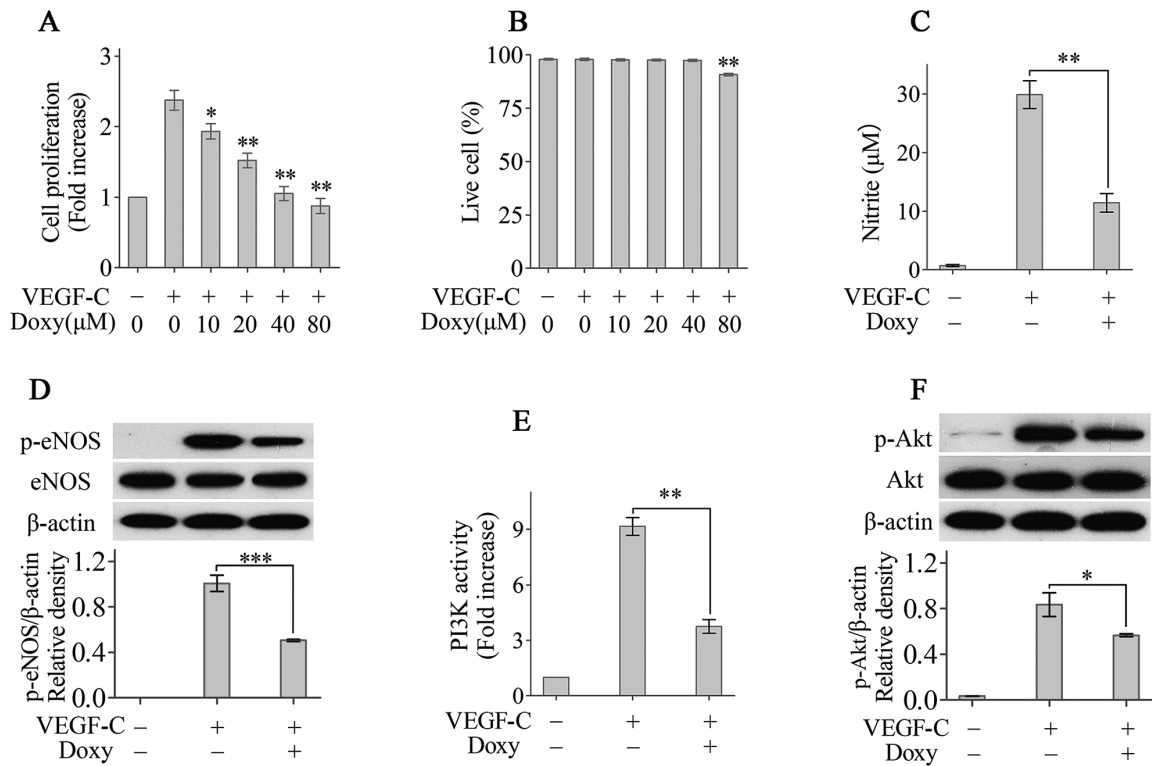 A
Cell proliferation
(Fold increase)
3
2
1
0
*
**
**
**
VEGF-C – + + + + +
Doxy(μM) 0 0 10 20 40 80
B
Live cell (%)
100
75
50
25
0
**
VEGF-C – + + + + +
Doxy(μM) 0 0 10 20 40 80
C
Nitrite (μM)
30
20
10
0
**
VEGF-C – + +
Doxy – – +
D
p-eNOS
eNOS
β-actin
p-eNOS/β-actin
Relative density
1.2
0.8
0.4
0.0
***
VEGF-C – + +
Doxy – – +
E
PI3K activity
(Fold increase)
9
6
3
0
**
VEGF-C – + +
Doxy – – +
F
p-Akt
Akt
β-actin
p-Akt/β-actin
Relative density
1.2
0.8
0.4
0.0
*
VEGF-C – + +
Doxy – – +